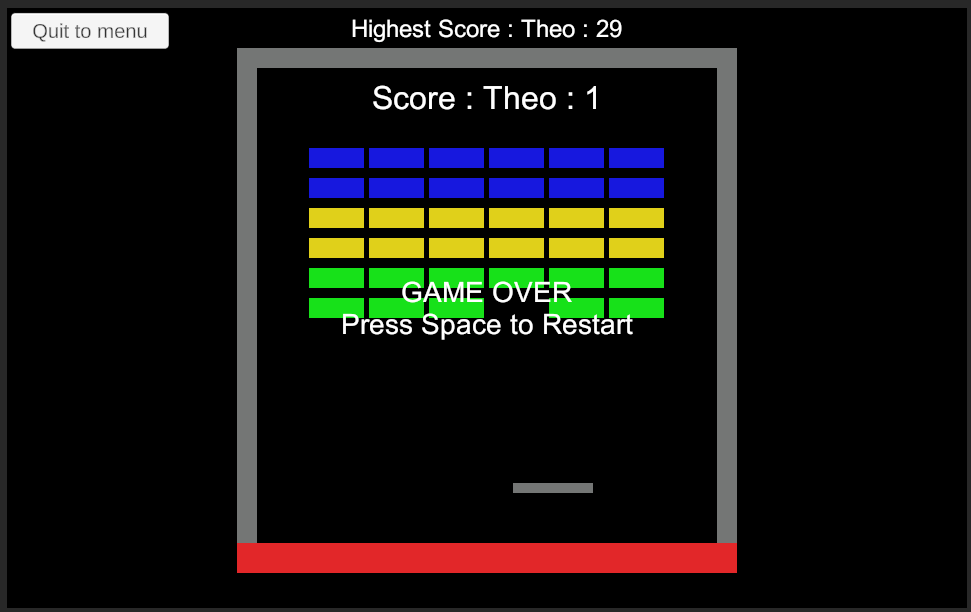 Quit to menu
Highest Score : Theo : 29
Score : Theo : 1
GAME OVER
Press Space to Restart